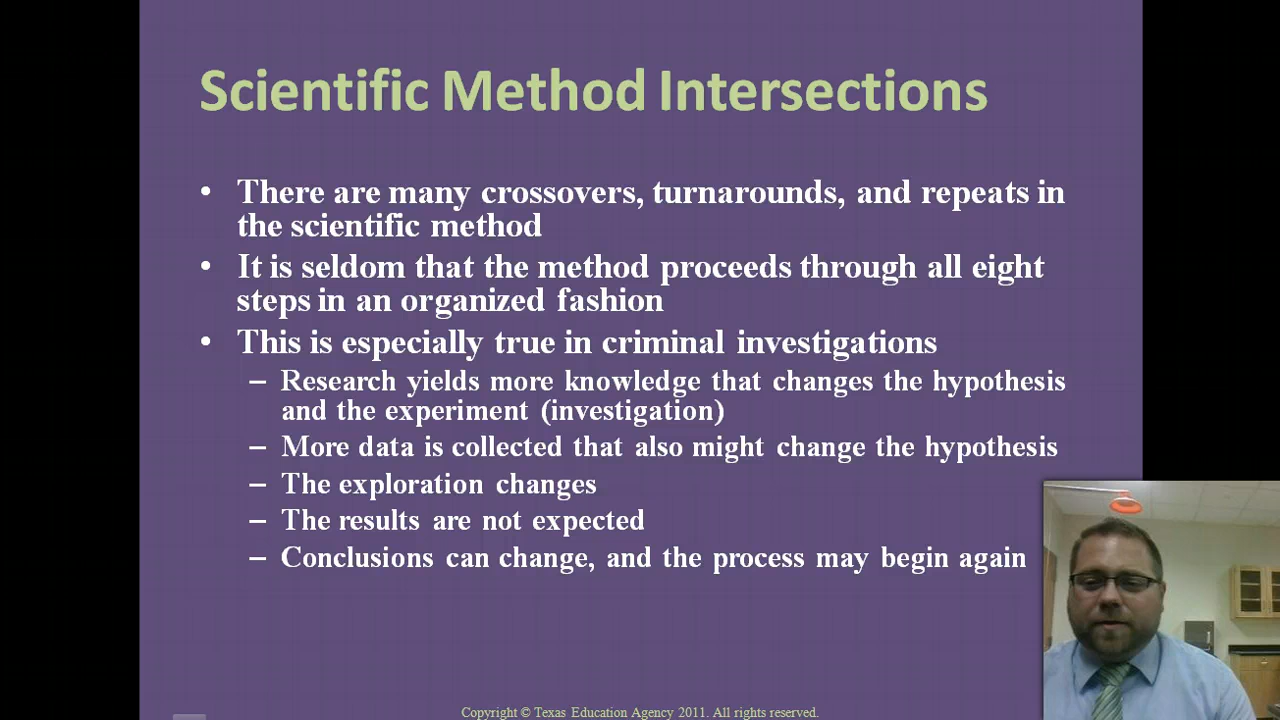 Scientific Method Intersections
• There are many crossovers, turnarounds, and repeats in
the scientific method
• It is seldom that the method proceeds through all eight
steps in an organized fashion
• This is especially true in criminal investigations
– Research yields more knowledge that changes the hypothesis
and the experiment (investigation)
– More data is collected that also might change the hypothesis
– The exploration changes
– The results are not expected
– Conclusions can change, and the process may begin again
Copyright © Texas Education Agency 2011. All rights reserved.